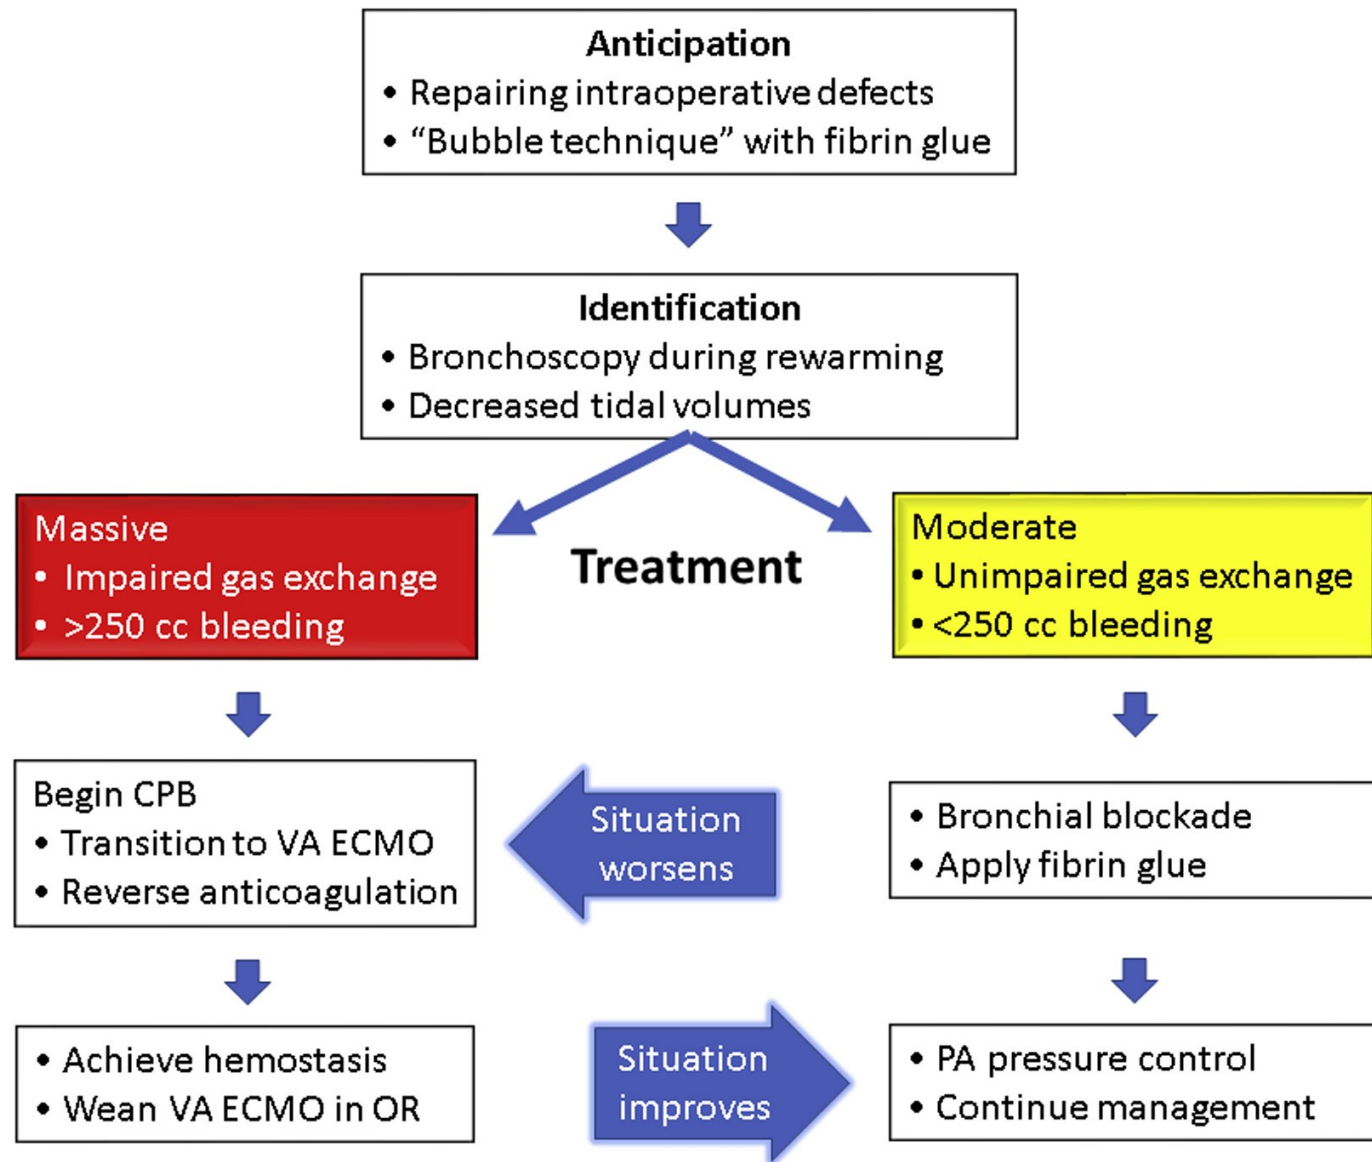 Anticipation
• Repairing intraoperative defects
• “Bubble technique” with fibrin glue
Identification
• Bronchoscopy during rewarming
• Decreased tidal volumes
Treatment
Massive
• Impaired gas exchange
• >250 cc bleeding
Moderate
• Unimpaired gas exchange
• <250 cc bleeding
Begin CPB
• Transition to VA ECMO
• Reverse anticoagulation
Situation
worsens
• Bronchial blockade
• Apply fibrin glue
• Achieve hemostasis
• Wean VA ECMO in OR
Situation
improves
• PA pressure control
• Continue management